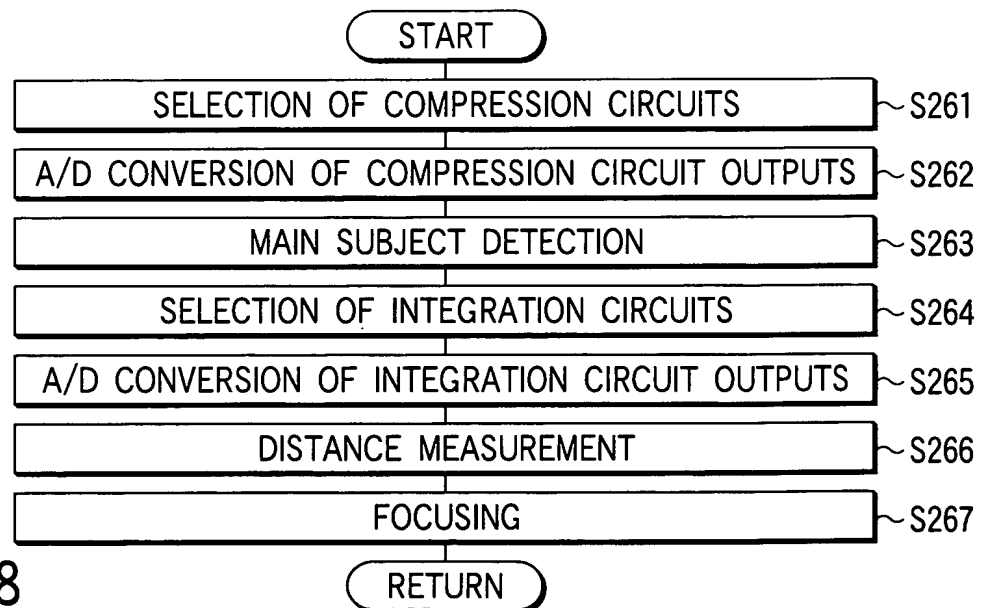 START
SELECTION OF COMPRESSION CIRCUITS ~S261
A/D CONVERSION OF COMPRESSION CIRCUIT OUTPUTS ~S262
MAIN SUBJECT DETECTION ~S263
SELECTION OF INTEGRATION CIRCUITS ~S264
A/D CONVERSION OF INTEGRATION CIRCUIT OUTPUTS ~S265
DISTANCE MEASUREMENT ~S266
FOCUSING ~S267
8
RETURN